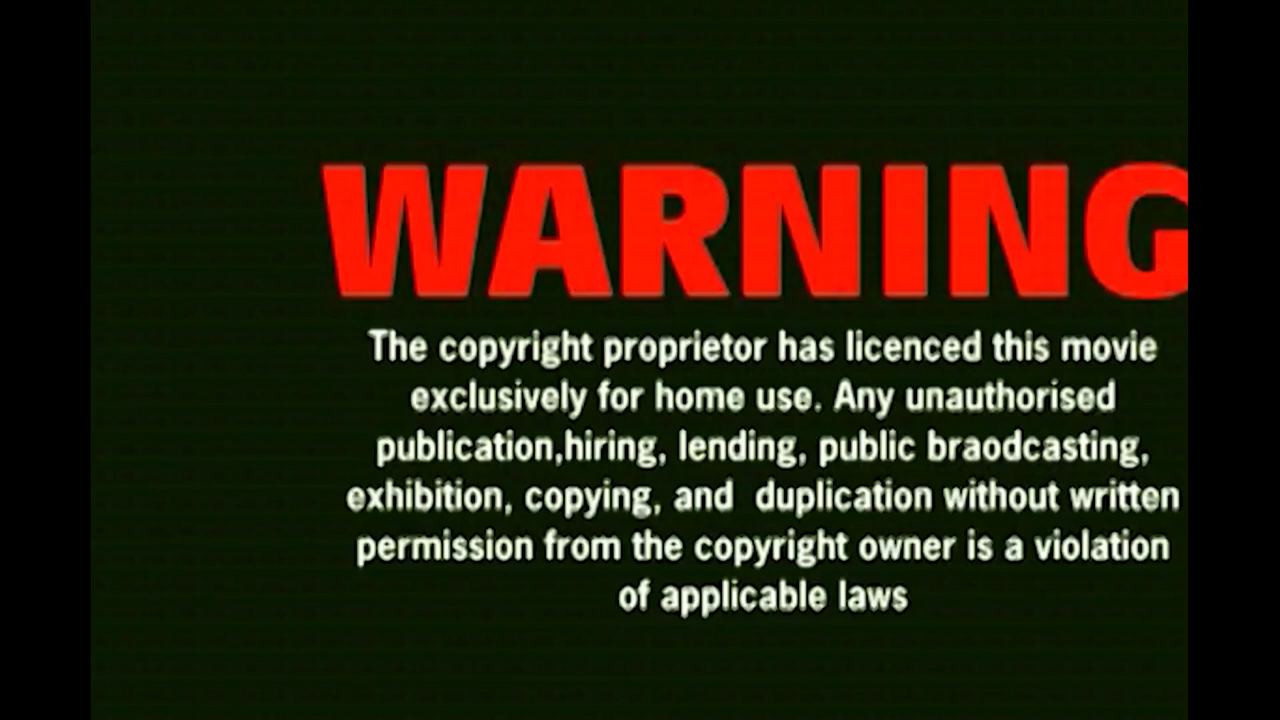 WARNING
The copyright proprietor has licenced this movie
exclusively for home use. Any unauthorised
publication,hiring, lending, public braodcasting,
exhibition, copying, and  duplication without written
permission from the copyright owner is a violation
of applicable laws